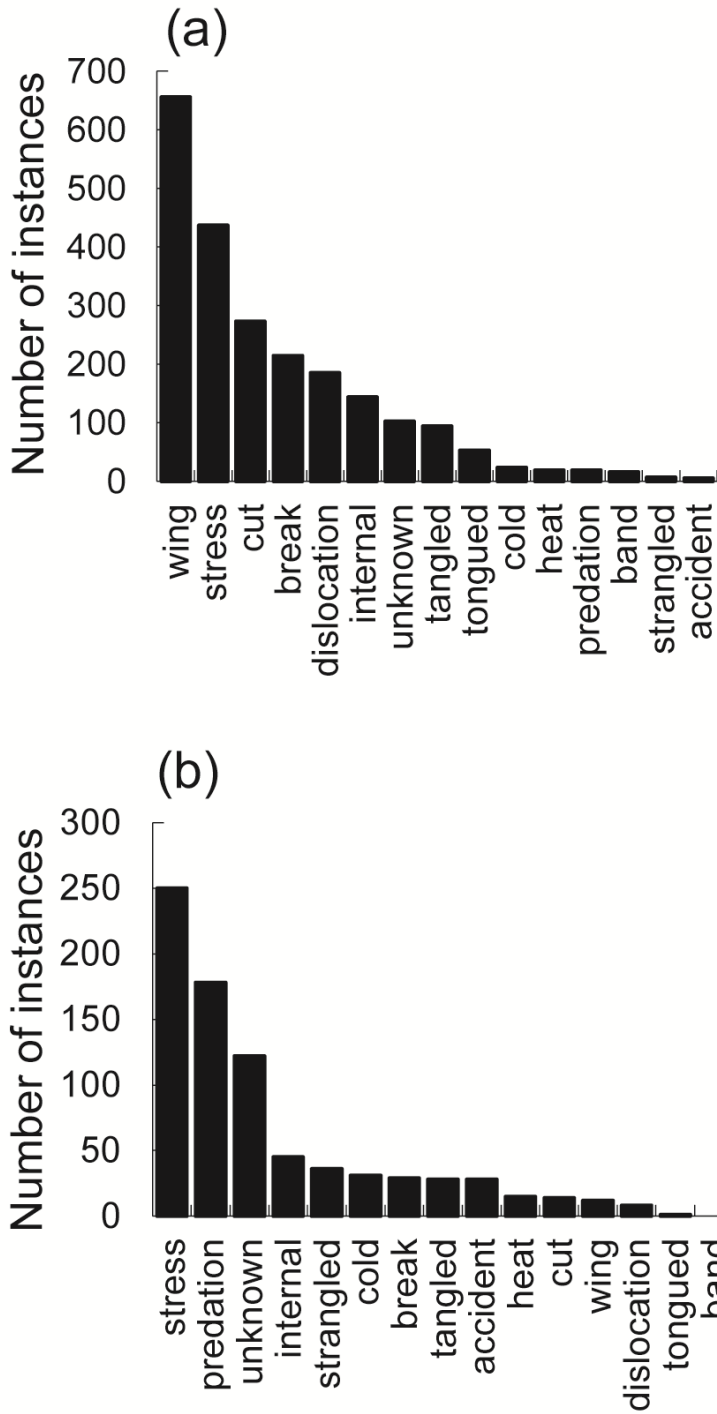 (a)
Number of instances
700
600
500
400
300
200
100
0
wing
stress
cut
break
dislocation
internal
unknown
tangled
tongued
cold
heat
predation
band
strangled
accident
(b)
Number of instances
300
250
200
150
100
50
0
stress
predation
unknown
internal
strangled
cold
break
tangled
accident
heat
cut
wing
dislocation
tongued
band